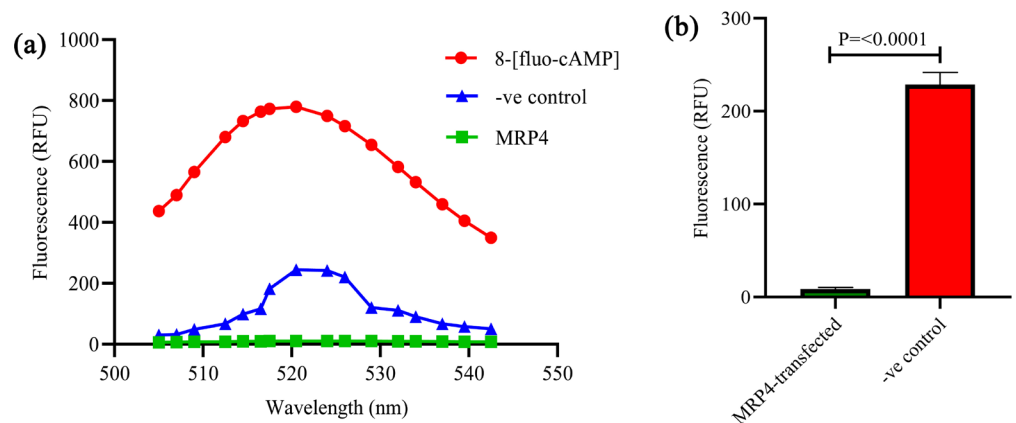 (a)
1000
800
600
400
200
0
Fluorescence (RFU)
500 510 520 530 540 550
Wavelength (nm)
8-[fluo-cAMP]
-ve control
MRP4
(b)
300
200
100
0
Fluorescence (RFU)
P=<0.0001
MRP4-transfected
-ve control